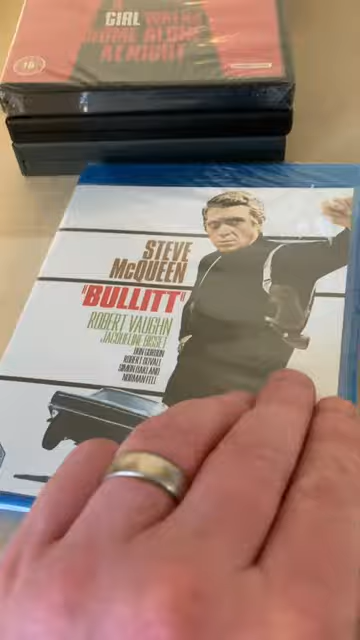 A
GIRL WALKS
HOME ALONE
AT NIGHT
STEVE
McQUEEN
"BULLITT"
ROBERT VAUGHN
JACQUELINE BISSET
DON GORDON
ROBERT DUVALL
SIMON OAKLAND
NORMAN FELL